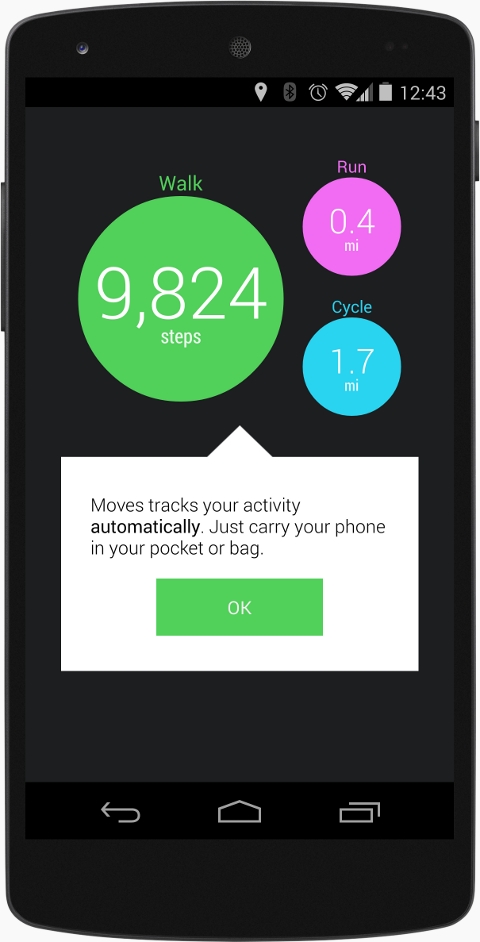 12:43
Walk
9,824
steps
Run
0.4
mi
Cycle
1.7
mi
Moves tracks your activity
automatically. Just carry your phone
in your pocket or bag.
OK